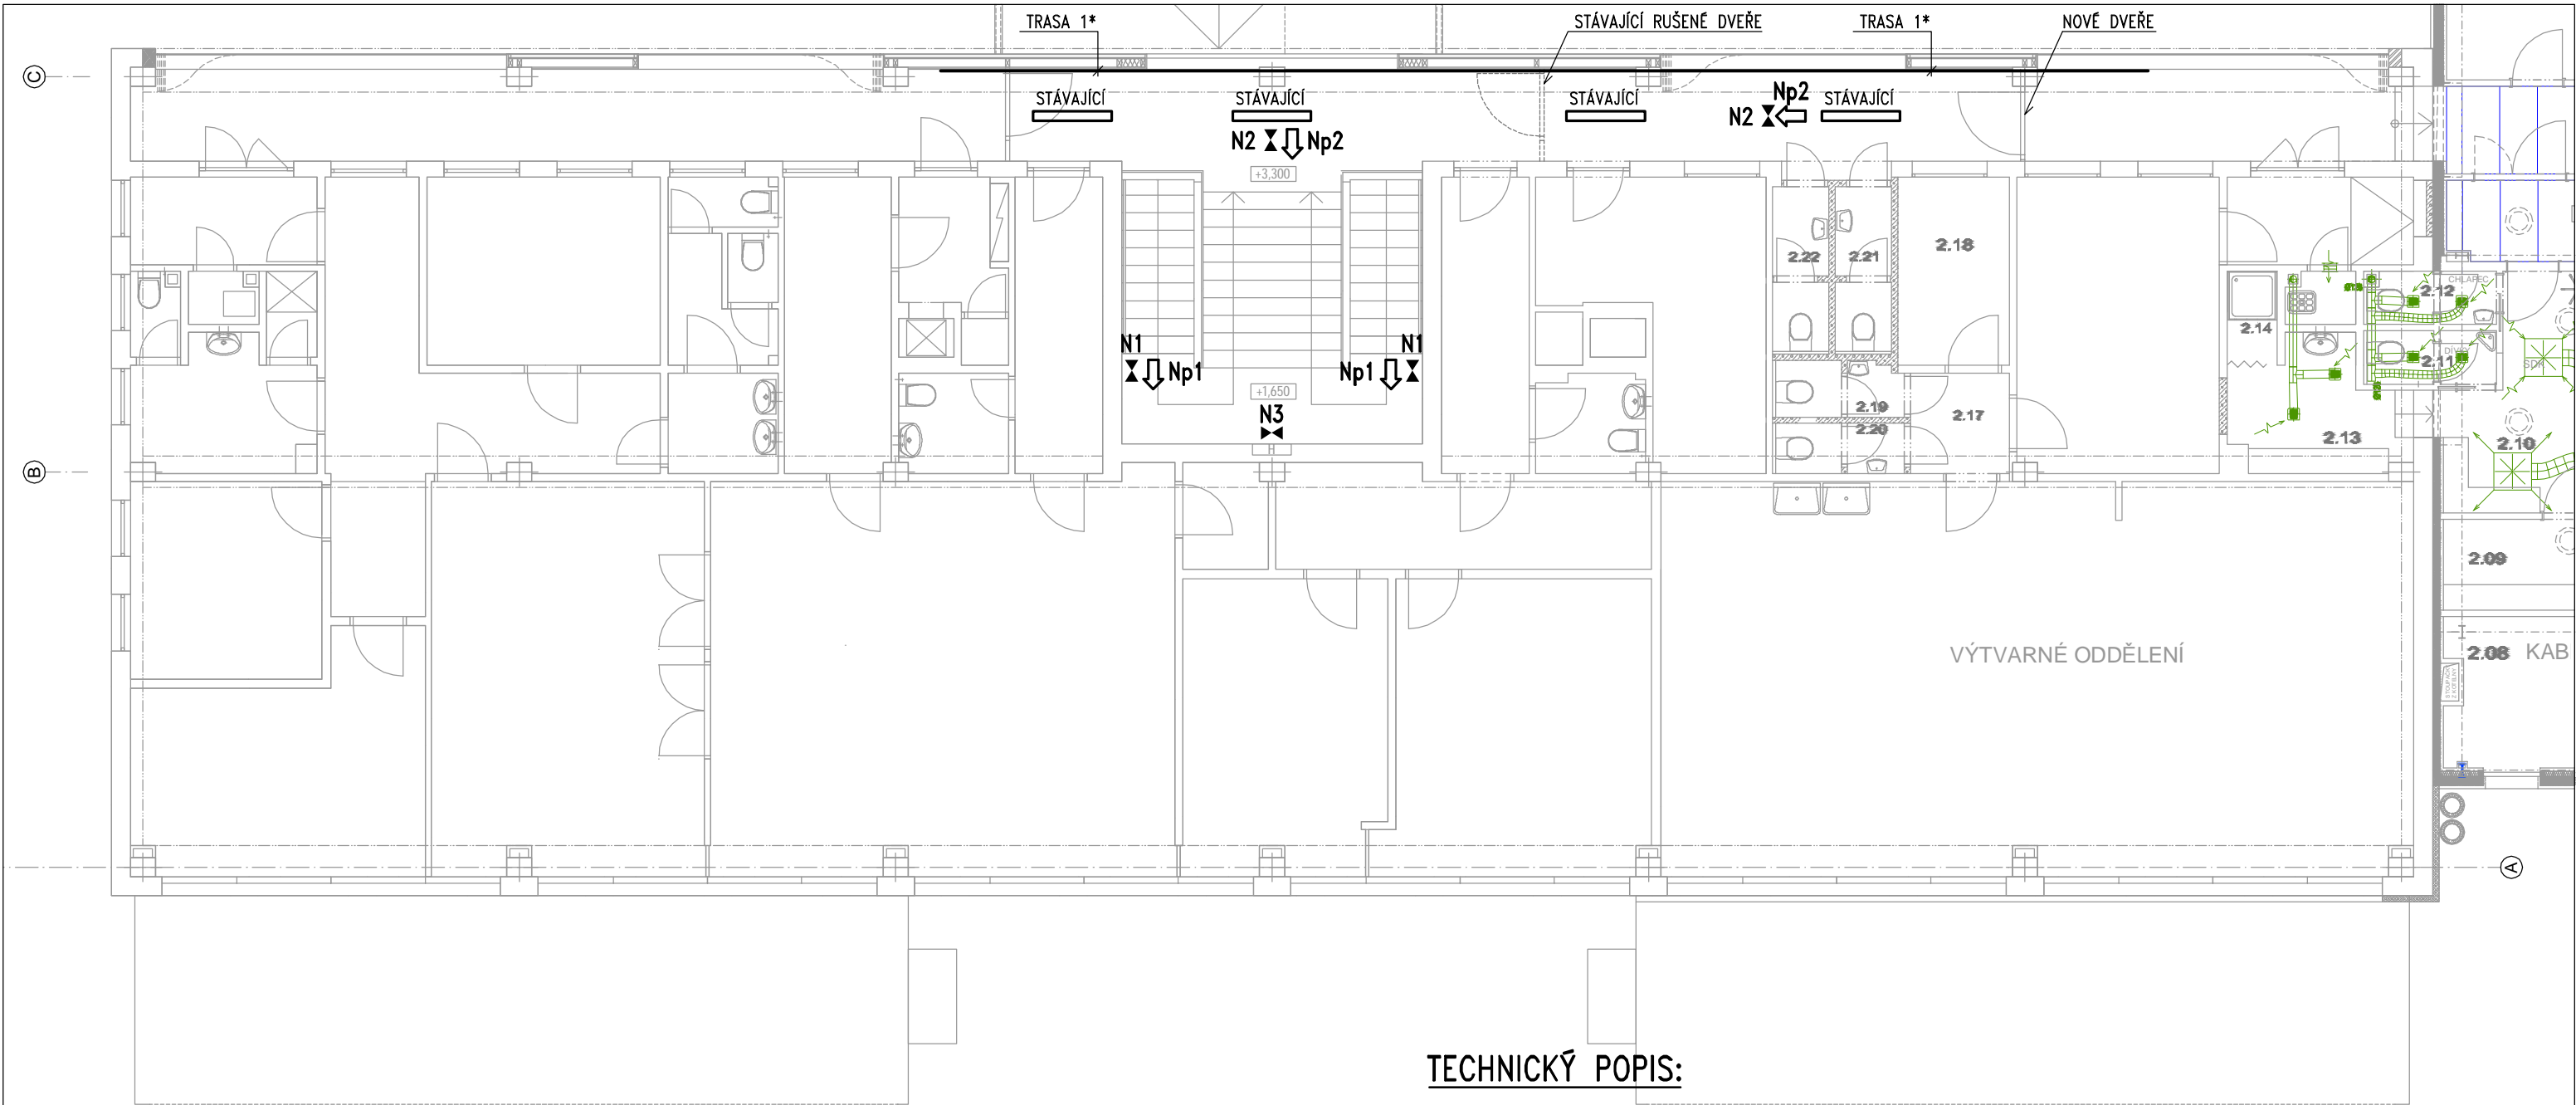 TRASA 1*
STÁVAJÍCÍ RUŠENÉ DVEŘE
TRASA 1*
NOVÉ DVEŘE
C
STÁVAJÍCÍ
STÁVAJÍCÍ
STÁVAJÍCÍ
Np2
STÁVAJÍCÍ
N2
N2
Np2
+3,300
2.22
2.21
2.18
CHLAPEC
2.12
2.14
DÍVKY
2.11
SDK
N1
Np1
N1
Np1
+1,650
N3
H
2.19
2.17
2.20
2.13
2.10
B
2.09
VÝTVARNÉ ODDĚLENÍ
2.08 KAB
A
TECHNICKÝ POPIS: